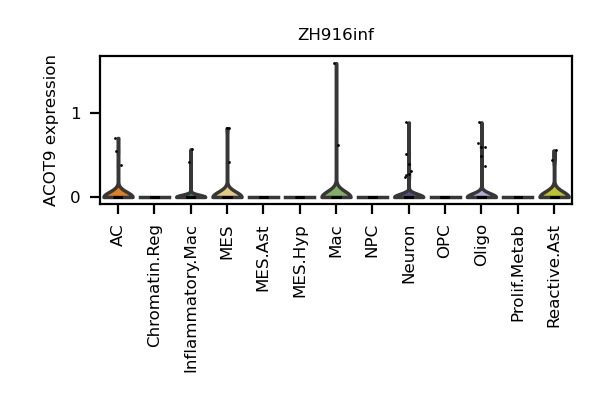 ZH916inf
ACOT9 expression
1
0
AC
Chromatin.Reg
Inflammatory.Mac
MES
MES.Ast
MES.Hyp
Mac
NPC
Neuron
OPC
Oligo
Prolif.Metab
Reactive.Ast